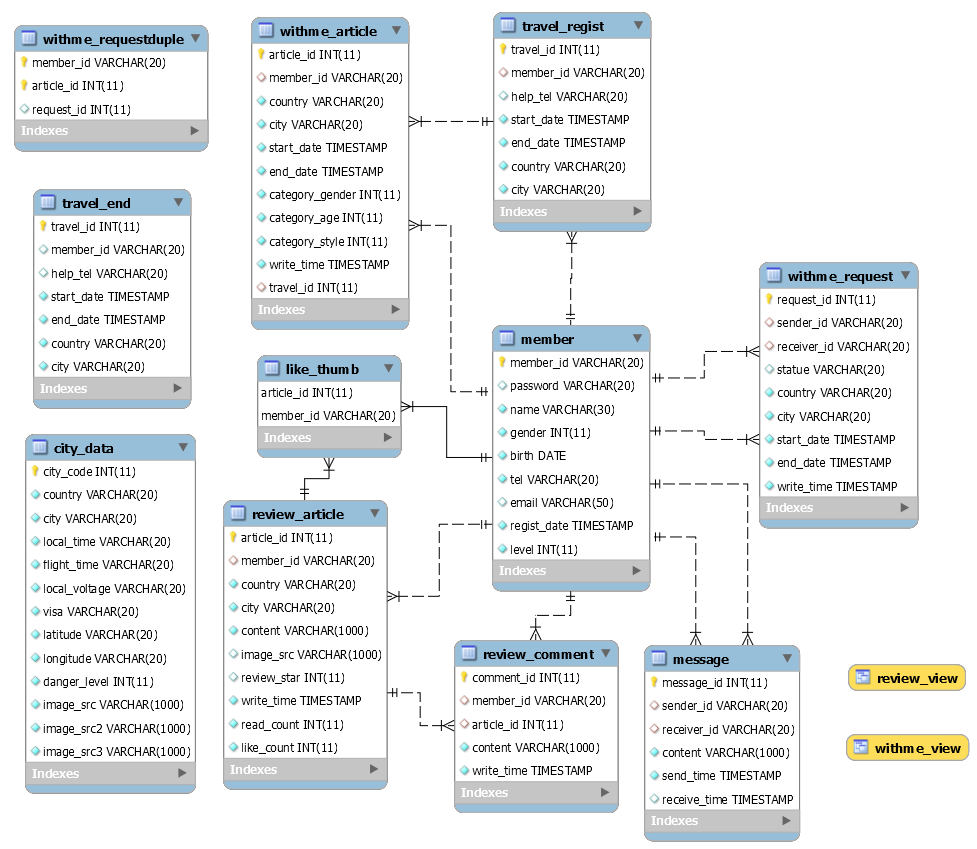 withme_requestduple
member_id VARCHAR(20)
article_id INT(11)
request_id INT(11)
Indexes
withme_article
article_id INT(11)
member_id VARCHAR(20)
country VARCHAR(20)
city VARCHAR(20)
start_date TIMESTAMP
end_date TIMESTAMP
category_gender INT(11)
category_age INT(11)
category_style INT(11)
write_time TIMESTAMP
travel_id INT(11)
Indexes
travel_regist
travel_id INT(11)
member_id VARCHAR(20)
help_tel VARCHAR(20)
start_date TIMESTAMP
end_date TIMESTAMP
country VARCHAR(20)
city VARCHAR(20)
Indexes
travel_end
travel_id INT(11)
member_id VARCHAR(20)
help_tel VARCHAR(20)
start_date TIMESTAMP
end_date TIMESTAMP
country VARCHAR(20)
city VARCHAR(20)
Indexes
withme_request
request_id INT(11)
sender_id VARCHAR(20)
receiver_id VARCHAR(20)
statue VARCHAR(20)
country VARCHAR(20)
city VARCHAR(20)
start_date TIMESTAMP
end_date TIMESTAMP
write_time TIMESTAMP
Indexes
member
member_id VARCHAR(20)
password VARCHAR(20)
name VARCHAR(30)
gender INT(11)
birth DATE
tel VARCHAR(20)
email VARCHAR(50)
regist_date TIMESTAMP
level INT(11)
Indexes
like_thumb
article_id INT(11)
member_id VARCHAR(20)
Indexes
city_data
city_code INT(11)
country VARCHAR(20)
city VARCHAR(20)
local_time VARCHAR(20)
flight_time VARCHAR(20)
local_voltage VARCHAR(20)
visa VARCHAR(20)
latitude VARCHAR(20)
longitude VARCHAR(20)
danger_level INT(11)
image_src VARCHAR(1000)
image_src2 VARCHAR(1000)
image_src3 VARCHAR(1000)
Indexes
review_article
article_id INT(11)
member_id VARCHAR(20)
country VARCHAR(20)
city VARCHAR(20)
content VARCHAR(1000)
image_src VARCHAR(1000)
review_star INT(11)
write_time TIMESTAMP
read_count INT(11)
like_count INT(11)
Indexes
review_comment
comment_id INT(11)
member_id VARCHAR(20)
article_id INT(11)
content VARCHAR(1000)
write_time TIMESTAMP
Indexes
message
message_id INT(11)
sender_id VARCHAR(20)
receiver_id VARCHAR(20)
content VARCHAR(1000)
send_time TIMESTAMP
receive_time TIMESTAMP
Indexes
review_view
withme_view